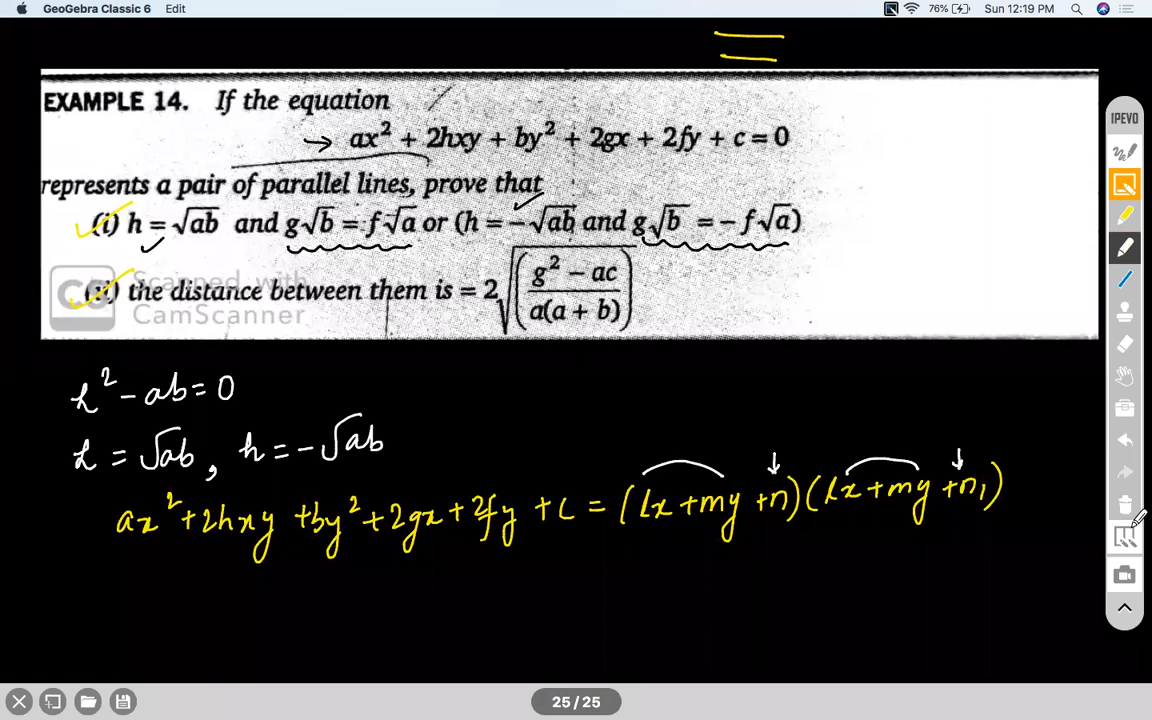 GeoGebra Classic 6 Edit 76% Sun 12:19 PM
EXAMPLE 14. If the equation
→ ax² + 2hxy + by² + 2gx + 2fy + c = 0
represents a pair of parallel lines, prove that
(i) h = √ab and g√b = f√a or (h = −√ab and g√b = − f√a)
(ii) the distance between them is = 2√((g² − ac)/(a(a + b)))
CS Scanned with
CamScanner
IPEVO
h² − ab = 0
h = √ab , h = −√ab
ax² + 2hxy + by² + 2gx + 2fy + c = (lx + my + n)(lx + my + n₁)
25 / 25